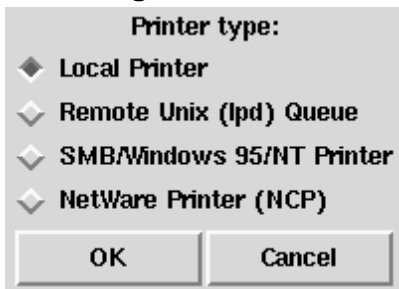 Printer type:
Local Printer
Remote Unix (lpd) Queue
SMB/Windows 95/NT Printer
NetWare Printer (NCP)
OK Cancel